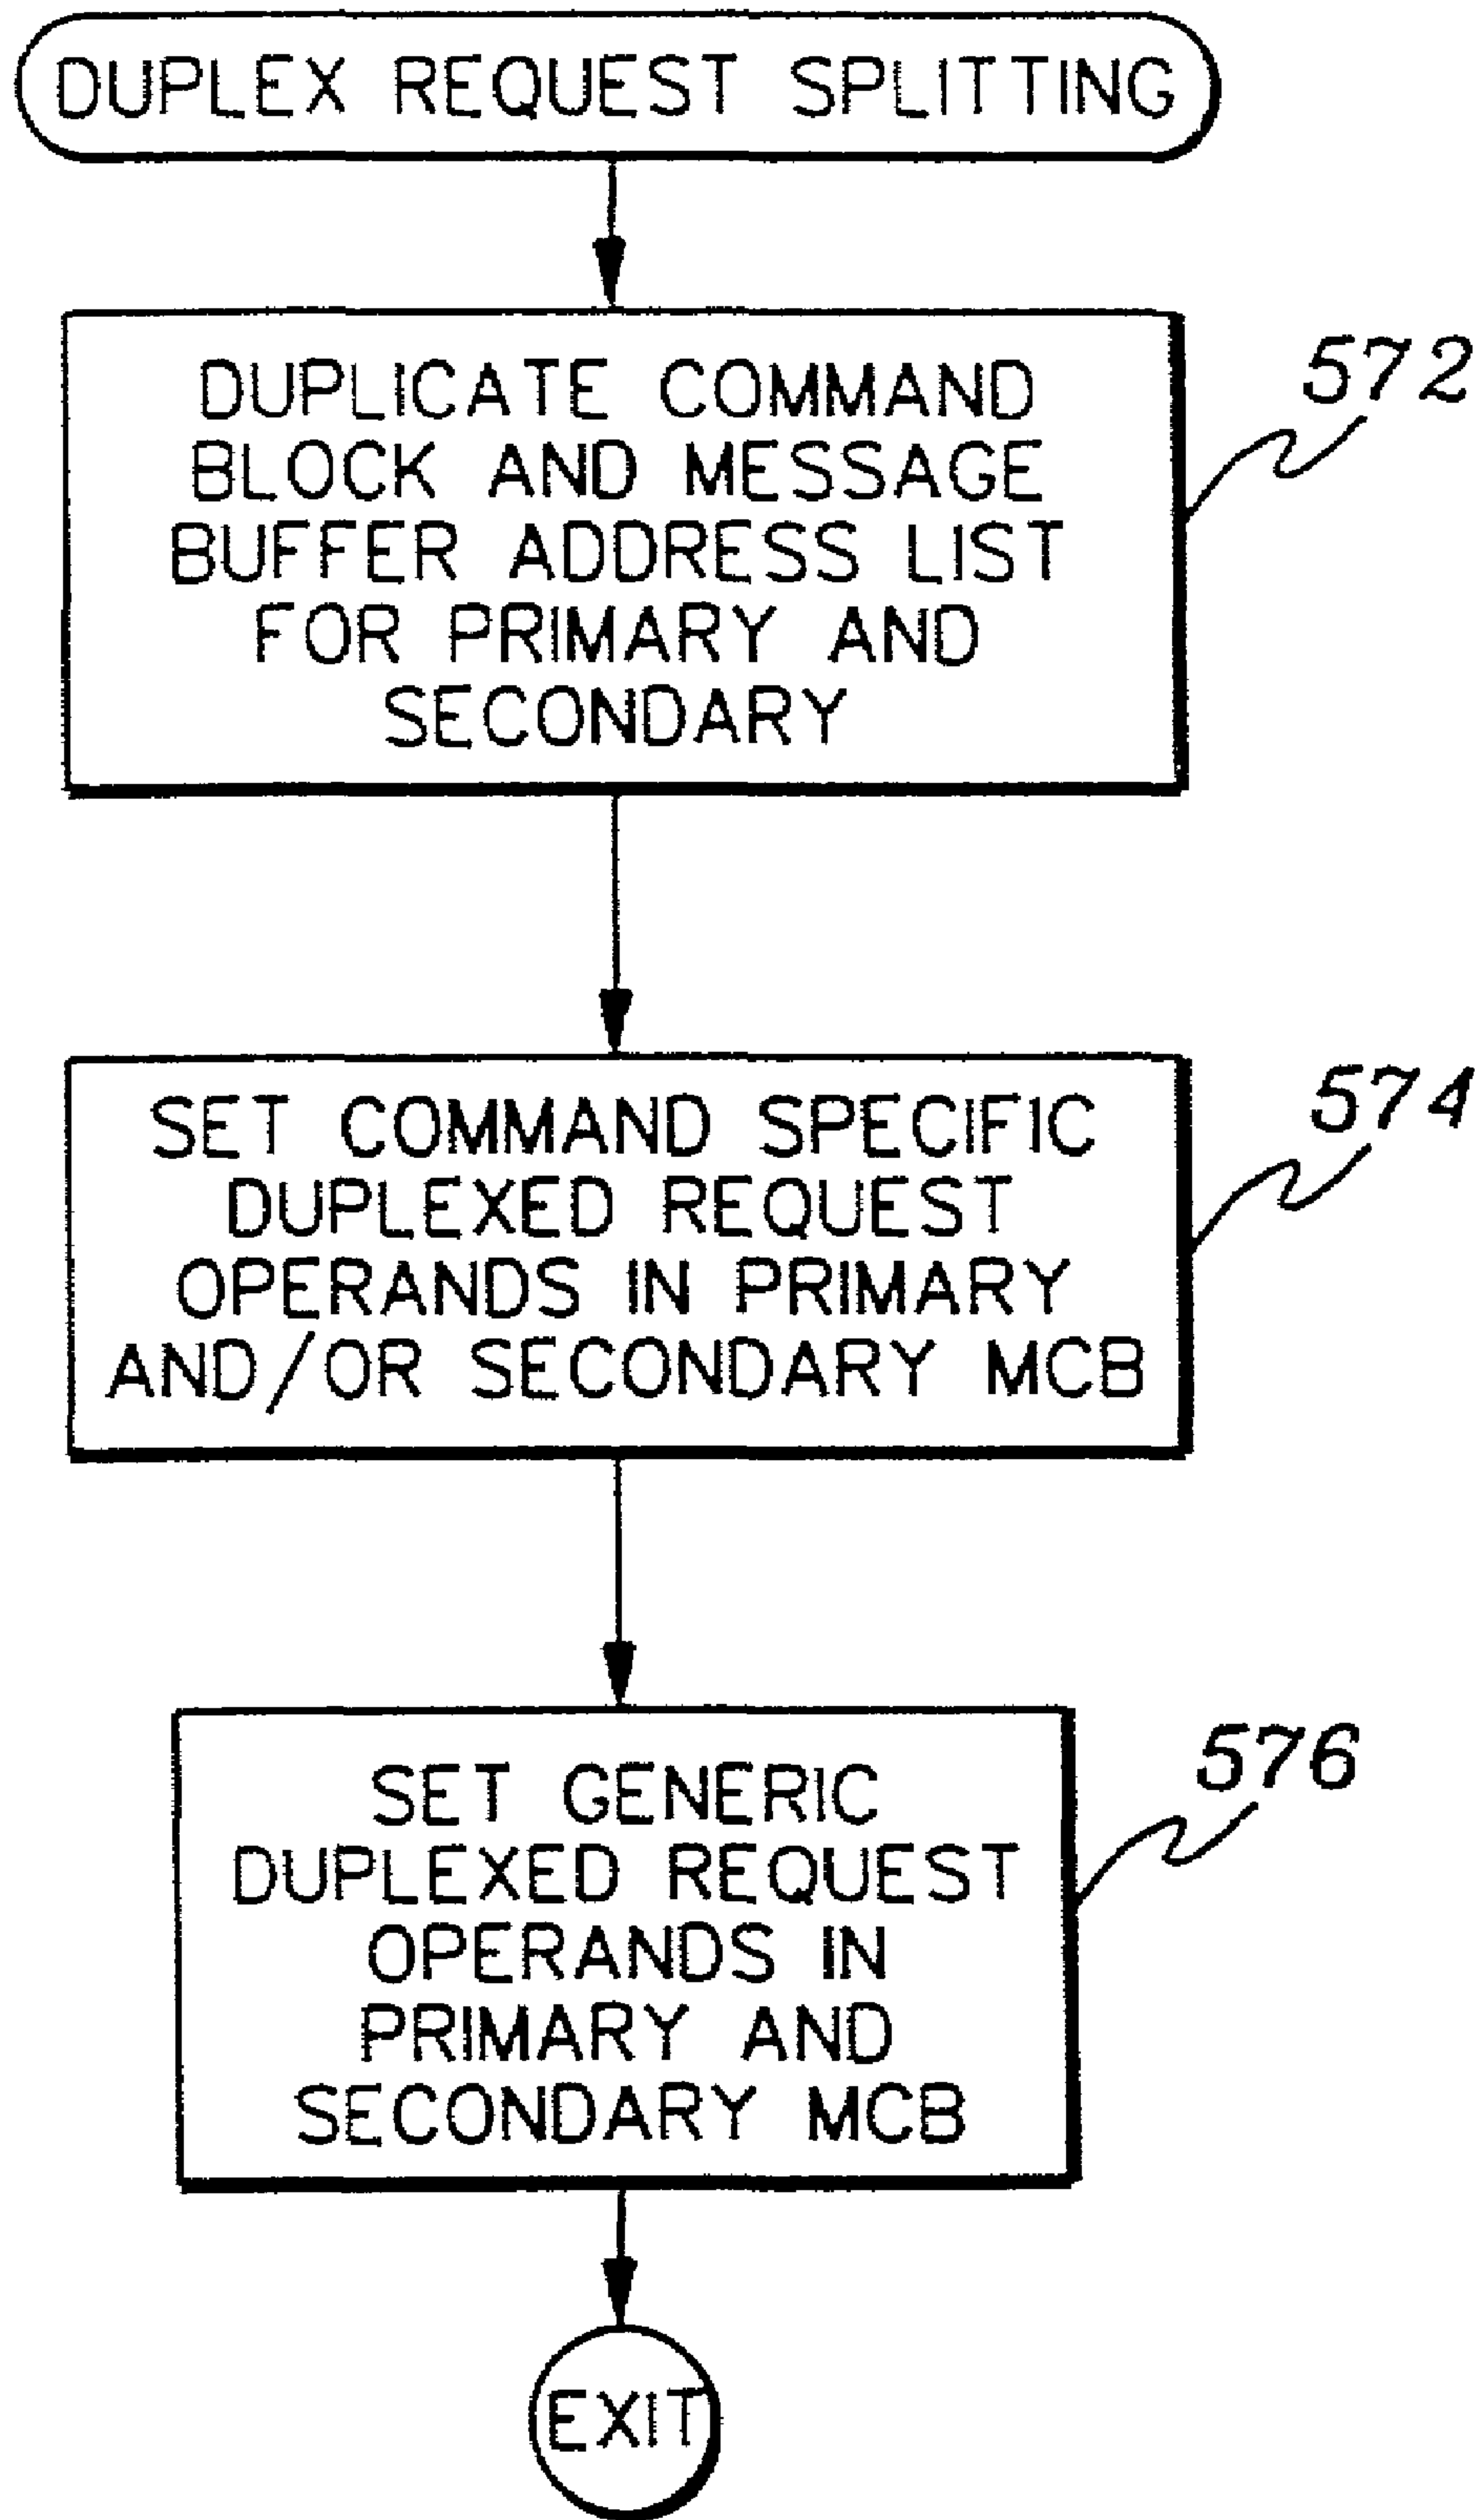 DUPLEX REQUEST SPLITTING
DUPLICATE COMMAND
BLOCK AND MESSAGE
BUFFER ADDRESS LIST
FOR PRIMARY AND
SECONDARY
572
SET COMMAND SPECIFIC
DUPLEXED REQUEST
OPERANDS IN PRIMARY
AND/OR SECONDARY MCB
574
SET GENERIC
DUPLEXED REQUEST
OPERANDS IN
PRIMARY AND
SECONDARY MCB
576
EXIT